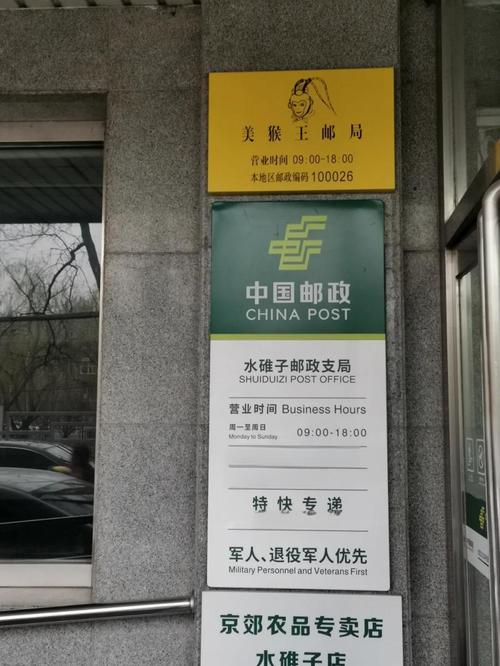 美猴王邮局
营业时间 09:00-18:00
本地区邮政编码 100026
中国邮政
CHINA POST
水碓子邮政支局
SHUIDUIZI POST OFFICE
营业时间 Business Hours
周一至周日 09:00-18:00
Monday to Sunday
特快专递
军人、退役军人优先
Military Personnel and Veterans First
京郊农品专卖店
水碓子店